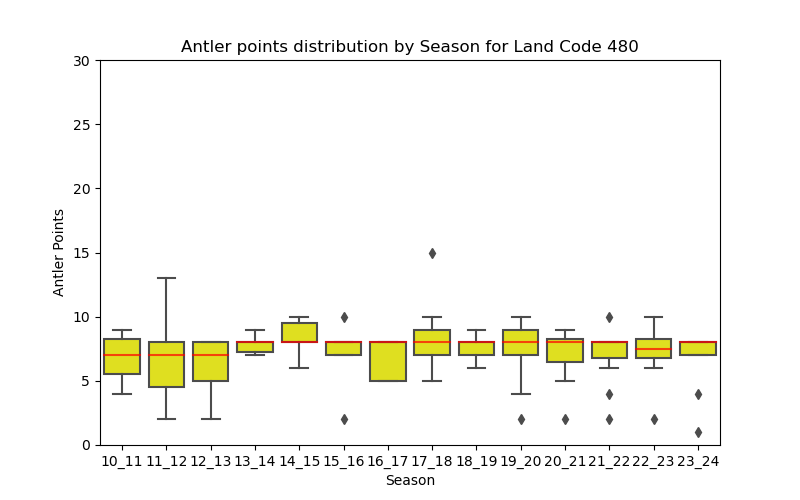 Antler points distribution by Season for Land Code 480
30
25
20
15
10
5
0
Antler Points
10_11 11_12 12_13 13_14 14_15 15_16 16_17 17_18 18_19 19_20 20_21 21_22 22_23 23_24
Season